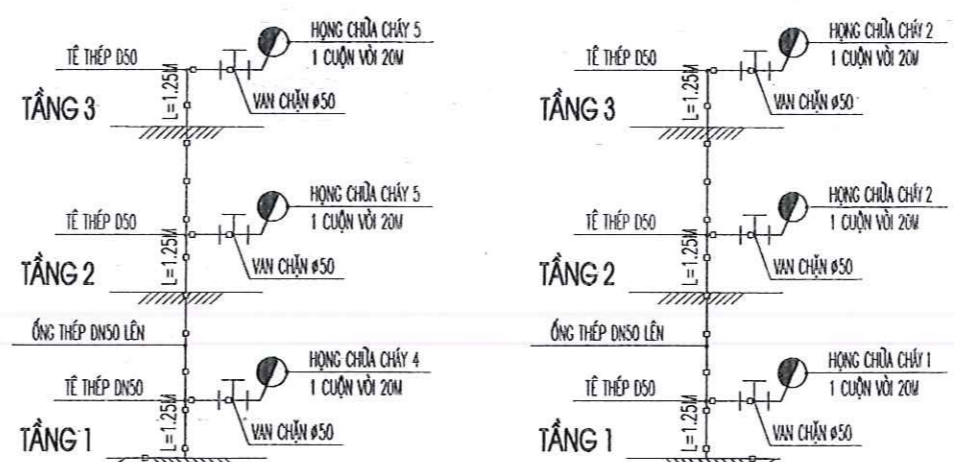 HỌNG CHỮA CHÁY 5
1 CUỘN VÒI 20M
TÊ THÉP D50
L=1.25M
VAN CHẶN ø50
TẦNG 3
HỌNG CHỮA CHÁY 5
1 CUỘN VÒI 20M
TÊ THÉP D50
L=1.25M
VAN CHẶN ø50
TẦNG 2
ỐNG THÉP DN50 LÊN
HỌNG CHỮA CHÁY 4
1 CUỘN VÒI 20M
TÊ THÉP DN50
L=1.25M
VAN CHẶN ø50
TẦNG 1
HỌNG CHỮA CHÁY 2
1 CUỘN VÒI 20M
TÊ THÉP D50
L=1.25M
VAN CHẶN ø50
TẦNG 3
HỌNG CHỮA CHÁY 2
1 CUỘN VÒI 20M
TÊ THÉP D50
L=1.25M
VAN CHẶN ø50
TẦNG 2
ỐNG THÉP DN50 LÊN
HỌNG CHỮA CHÁY 1
1 CUỘN VÒI 20M
TÊ THÉP D50
L=1.25M
VAN CHẶN ø50
TẦNG 1